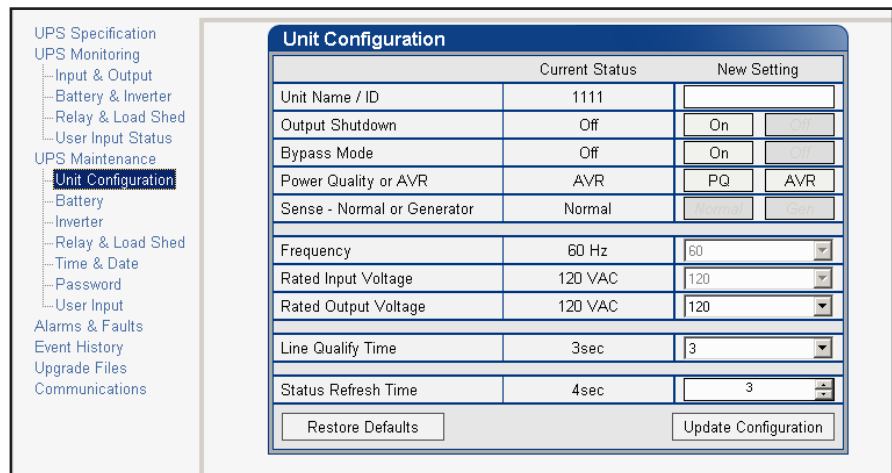 UPS Specification
UPS Monitoring
Input & Output
Battery & Inverter
Relay & Load Shed
User Input Status
UPS Maintenance
Unit Configuration
Battery
Inverter
Relay & Load Shed
Time & Date
Password
User Input
Alarms & Faults
Event History
Upgrade Files
Communications
Unit Configuration
Current Status New Setting
Unit Name / ID 1111
Output Shutdown Off On Off
Bypass Mode Off On Off
Power Quality or AVR AVR PQ AVR
Sense - Normal or Generator Normal Normal Gen
Frequency 60 Hz 60
Rated Input Voltage 120 VAC 120
Rated Output Voltage 120 VAC 120
Line Qualify Time 3sec 3
Status Refresh Time 4sec 3
Restore Defaults Update Configuration